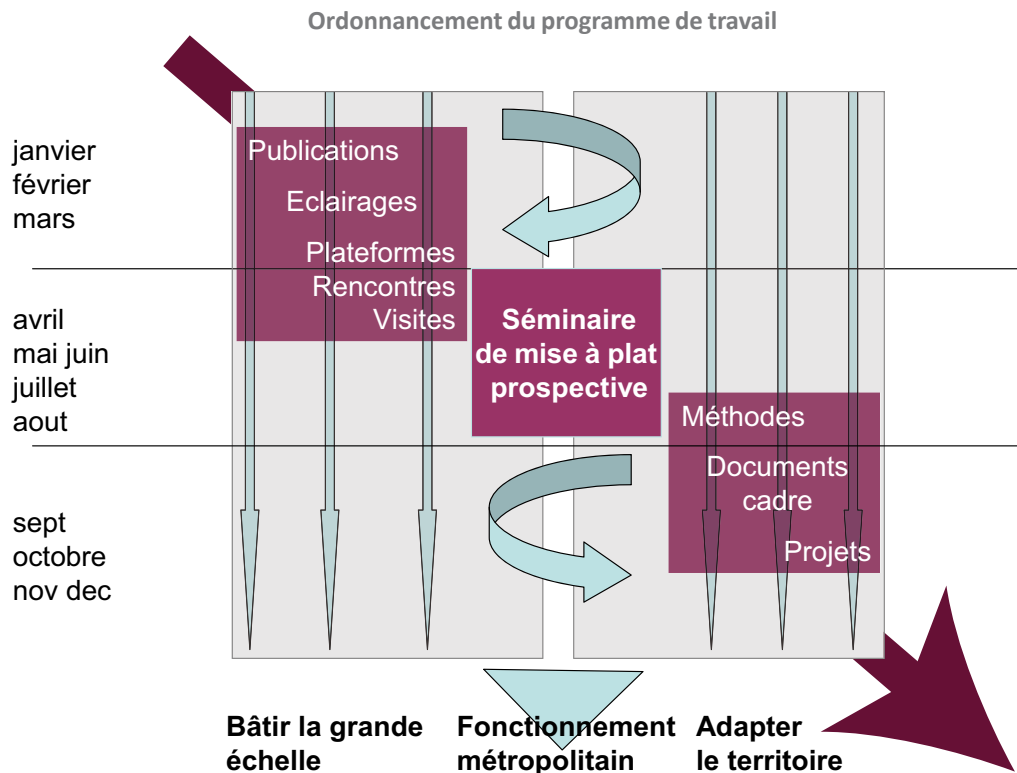 Ordonnancement du programme de travail
janvier
février
mars
Publications
Eclairages
Plateformes
Rencontres
Visites
avril
mai juin
juillet
aout
Séminaire
de mise à plat
prospective
Méthodes
Documents
cadre
Projets
sept
octobre
nov dec
Bâtir la grande
échelle
Fonctionnement
métropolitain
Adapter
le territoire